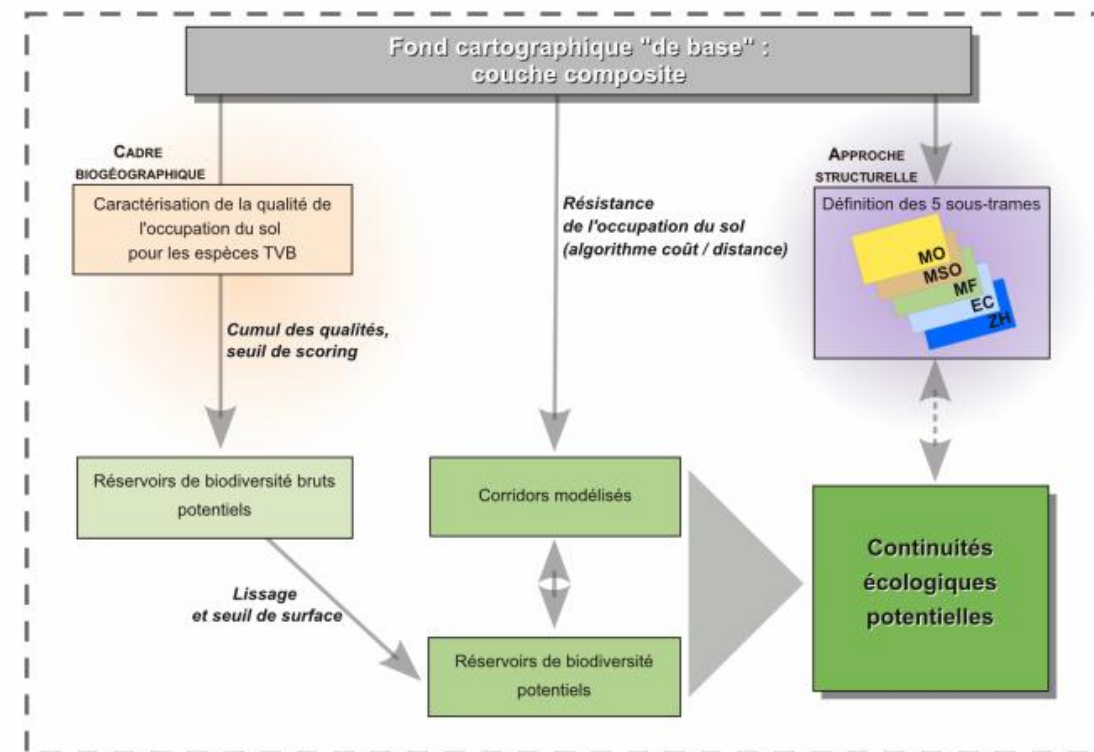 Fond cartographique "de base" :
couche composite
CADRE
BIOGÉOGRAPHIQUE
Caractérisation de la qualité de
l'occupation du sol
pour les espèces TVB
Cumul des qualités,
seuil de scoring
Résistance
de l'occupation du sol
(algorithme coût / distance)
APPROCHE
STRUCTURELLE
Définition des 5 sous-trames
MO
MSO
MF
EC
ZH
Réservoirs de biodiversité bruts
potentiels
Corridors modélisés
Lissage
et seuil de surface
Réservoirs de biodiversité
potentiels
Continuités
écologiques
potentielles